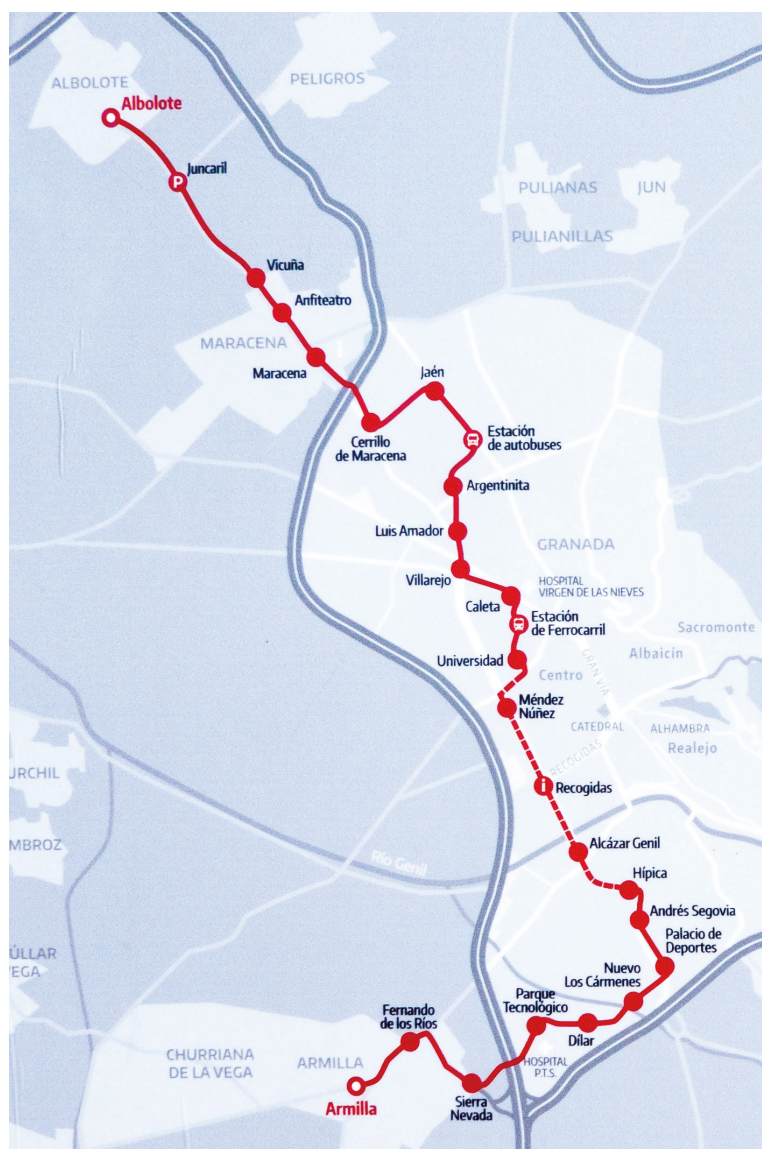 ALBOLOTE
Albolote
PELIGROS
P
Juncaril
PULIANAS
JUN
PULIANILLAS
Vicuña
Anfiteatro
MARACENA
Maracena
Jaén
Cerrillo
de Maracena
Estación
de autobuses
Argentinita
Luis Amador
GRANADA
Villarejo
HOSPITAL
VIRGEN DE LAS NIEVES
Caleta
Estación
de Ferrocarril
Sacromonte
Universidad
Albaicín
GRAN VÍA
Centro
Méndez
Núñez
CATEDRAL
ALHAMBRA
Realejo
RECOGIDAS
i
Recogidas
URCHIL
MBROZ
Alcázar Genil
Río Genil
Hípica
Andrés Segovia
Palacio de
Deportes
ÚLLAR
VEGA
Nuevo
Los Cármenes
Parque
Tecnológico
Fernando
de los Ríos
Dílar
CHURRIANA
DE LA VEGA
ARMILLA
HOSPITAL
P.T.S.
Armilla
Sierra
Nevada